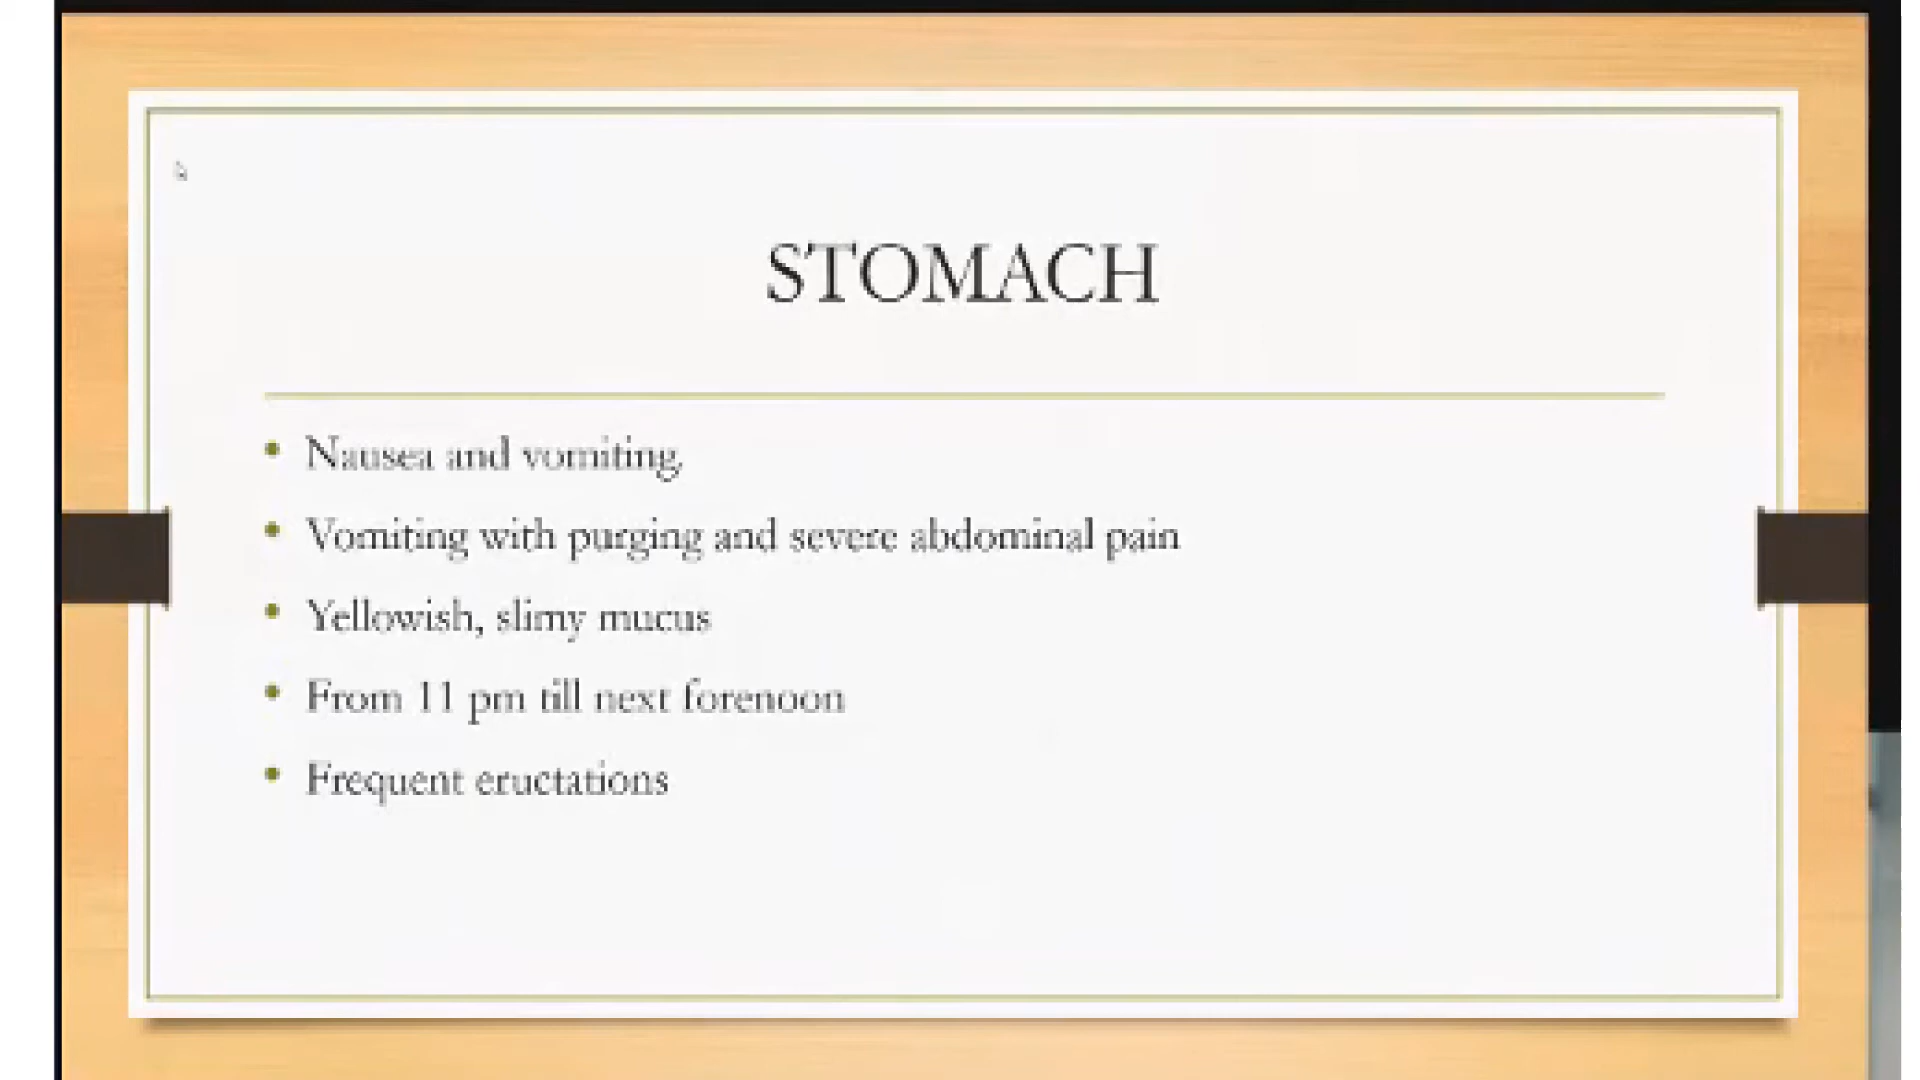 STOMACH
• Nausea and vomiting
• Vomiting with purging and severe abdominal pain
• Yellowish, slimy mucus
• From 11 pm till next forenoon
• Frequent eructations